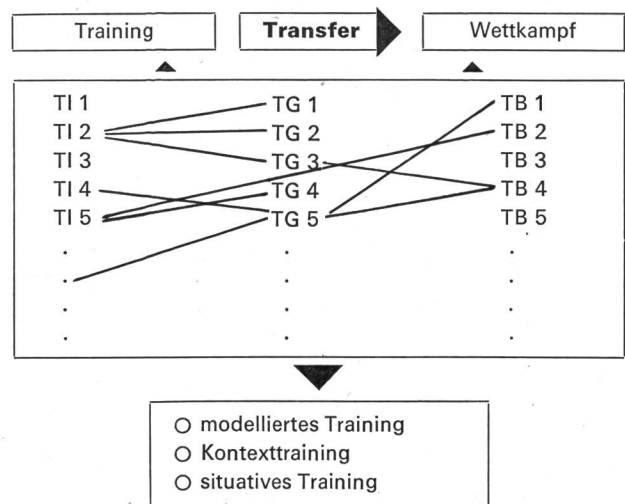 Training Transfer Wettkampf
TI 1 TG 1 TB 1
TI 2 TG 2 TB 2
TI 3 TG 3 TB 3
TI 4 TG 4 TB 4
TI 5 TG 5 TB 5
. . .
. . .
. . .
. . .
O modelliertes Training
O Kontexttraining
O situatives Training